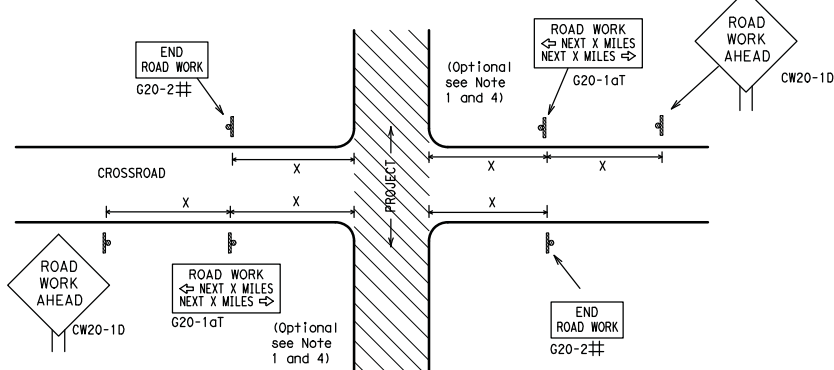 END
ROAD WORK
G20-2#
(Optional
see Note
1 and 4)
ROAD WORK
⇦ NEXT X MILES
NEXT X MILES ⇨
G20-1aT
ROAD
WORK
AHEAD
CW20-1D
CROSSROAD
X
X
X
PROJECT
X
X
X
ROAD
WORK
AHEAD
CW20-1D
ROAD WORK
⇦ NEXT X MILES
NEXT X MILES ⇨
G20-1aT
(Optional
see Note
1 and 4)
END
ROAD WORK
G20-2#